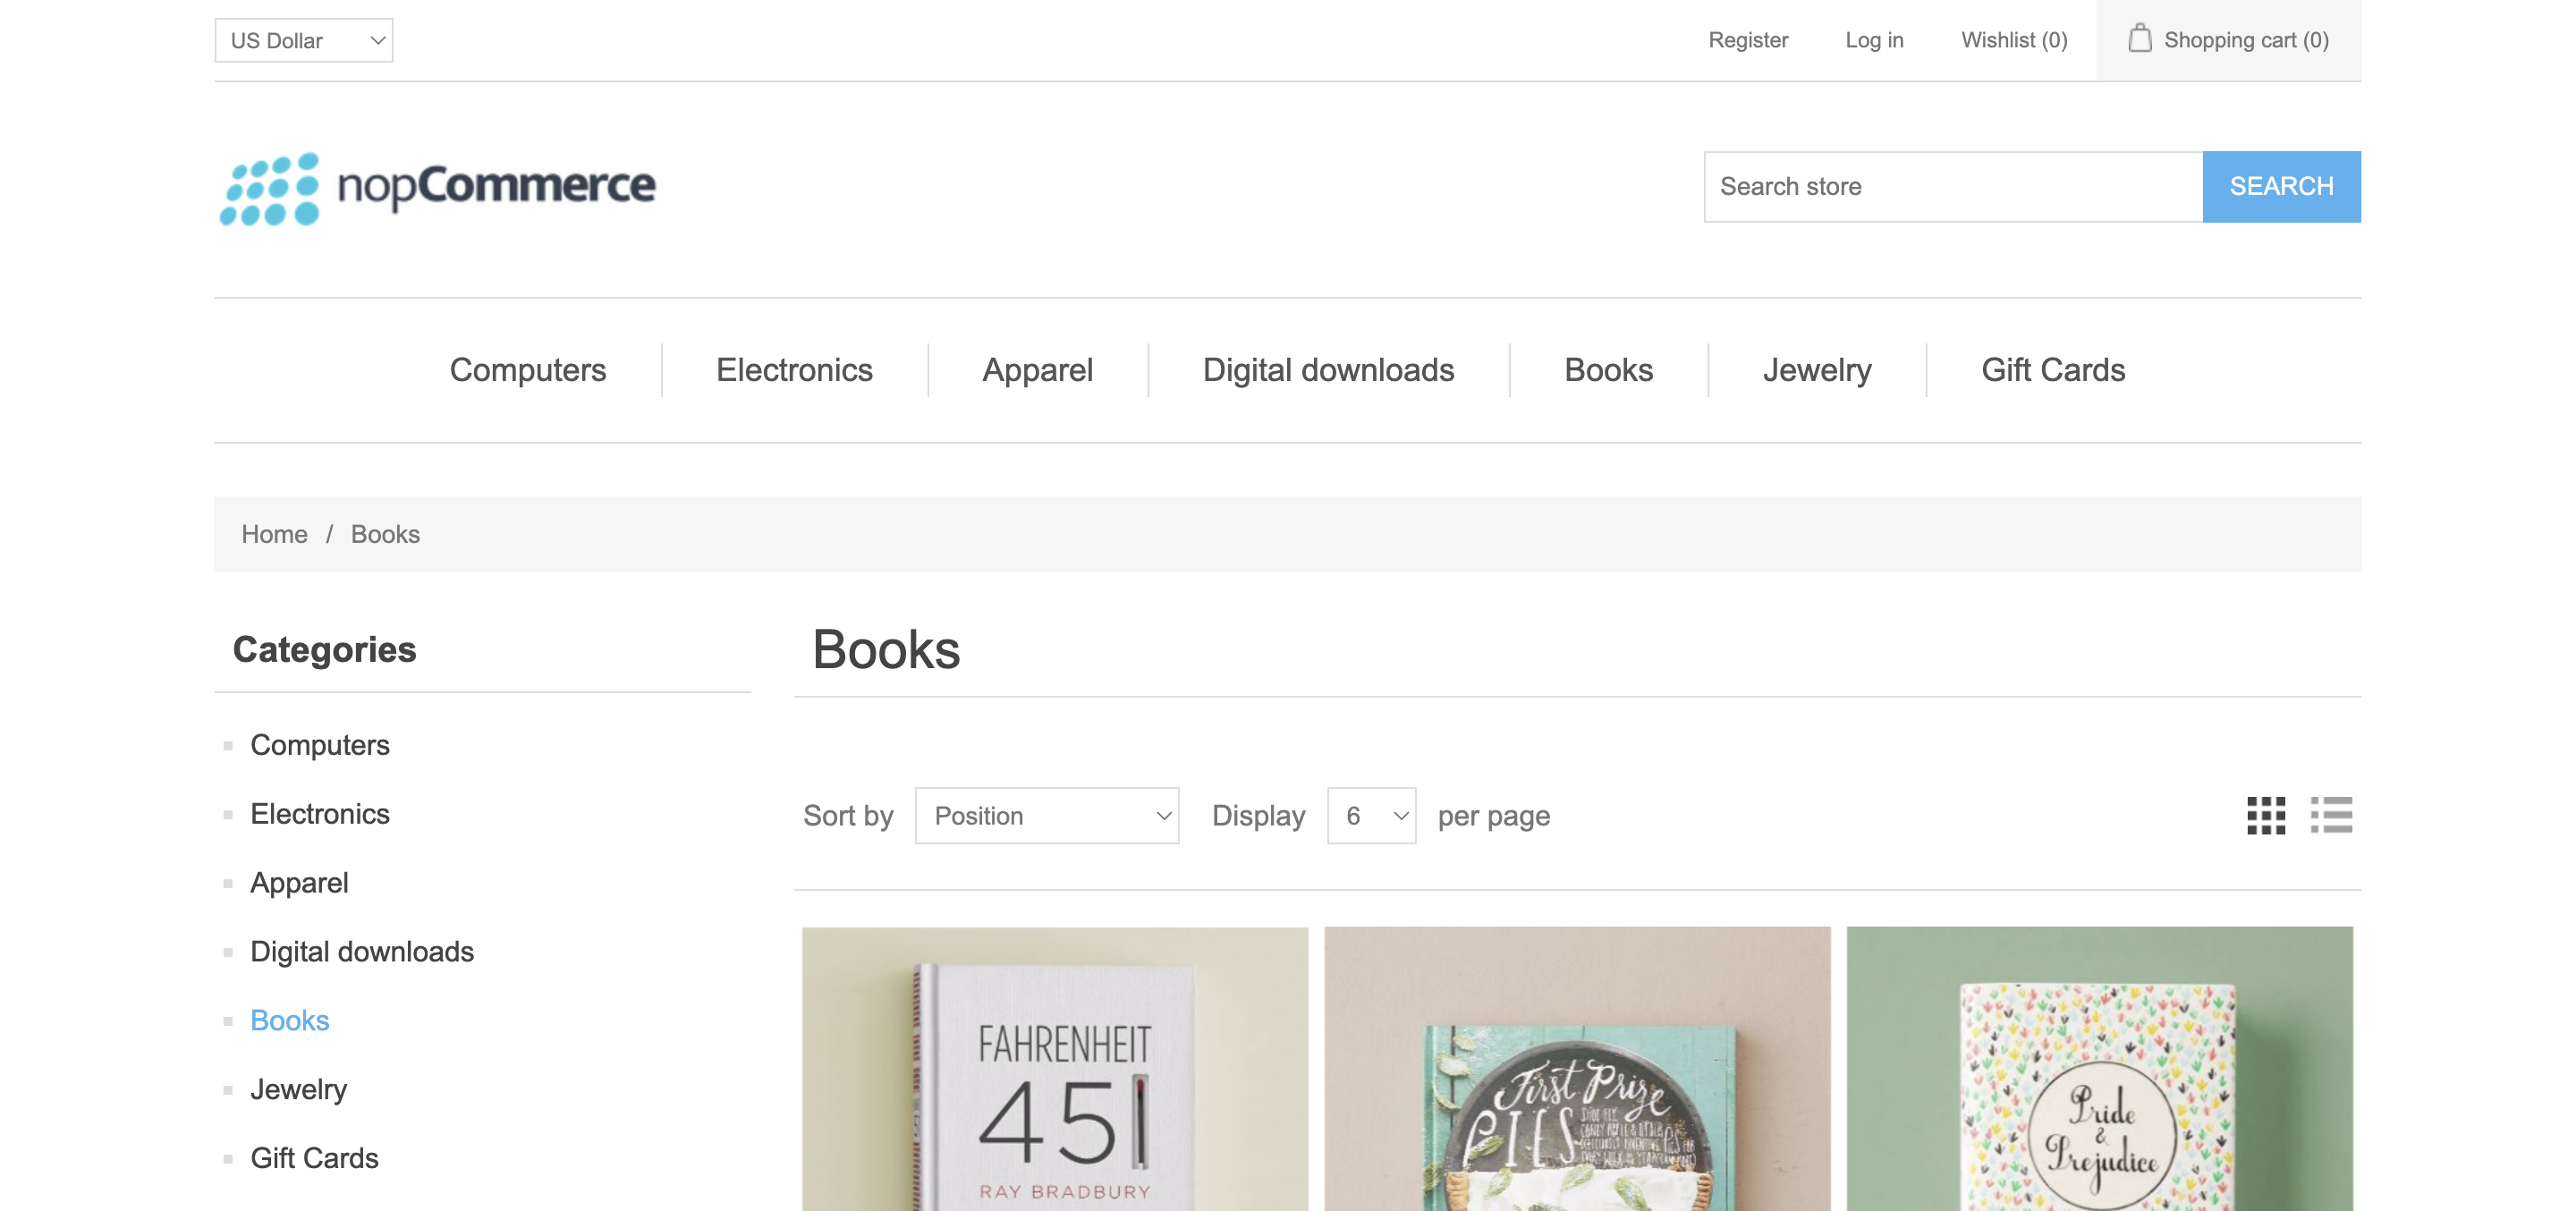 US Dollar
Register
Log in
Wishlist (0)
Shopping cart (0)
nopCommerce
Search store
SEARCH
Computers
Electronics
Apparel
Digital downloads
Books
Jewelry
Gift Cards
Home / Books
Categories
Computers
Electronics
Apparel
Digital downloads
Books
Jewelry
Gift Cards
Books
Sort by Position Display 6 per page
FAHRENHEIT
451
RAY BRADBURY
First Prize
PIES
Pride
&
Prejudice